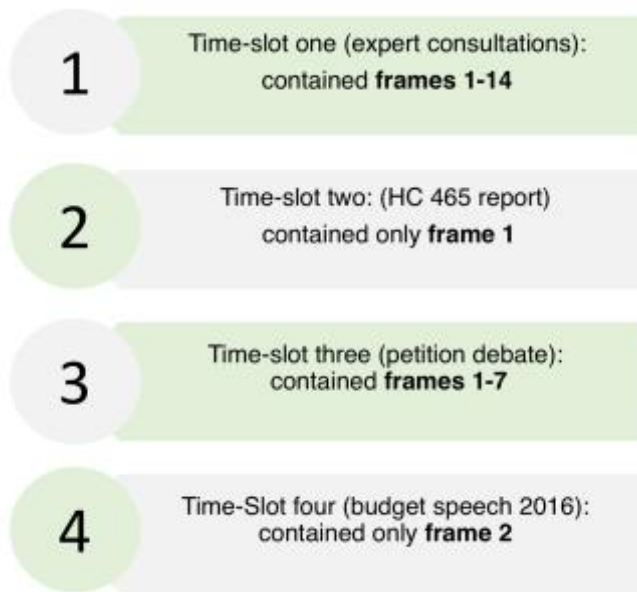 1
Time-slot one (expert consultations):
contained frames 1-14
2
Time-slot two: (HC 465 report)
contained only frame 1
3
Time-slot three (petition debate):
contained frames 1-7
4
Time-Slot four (budget speech 2016):
contained only frame 2